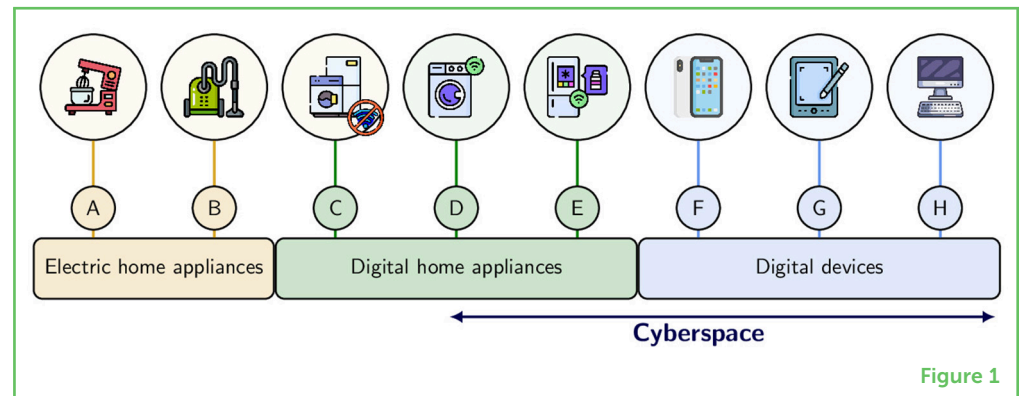 A B C D E F G H
Electric home appliances Digital home appliances Digital devices
Cyberspace
Figure 1